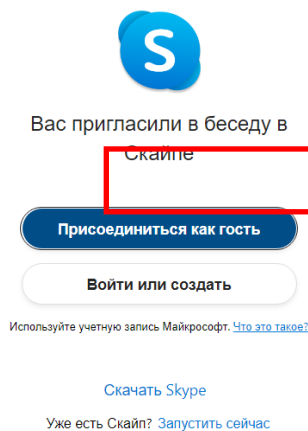 S
Вас пригласили в беседу в
Скайпе
Присоединиться как гость
Войти или создать
Используйте учетную запись Майкрософт. Что это такое?
Скачать Skype
Уже есть Скайп? Запустить сейчас